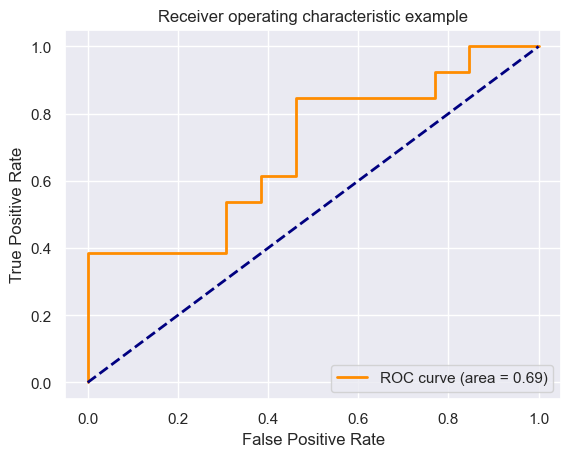 Receiver operating characteristic example
1.0
0.8
0.6
0.4
0.2
0.0
True Positive Rate
ROC curve (area = 0.69)
0.0 0.2 0.4 0.6 0.8 1.0
False Positive Rate